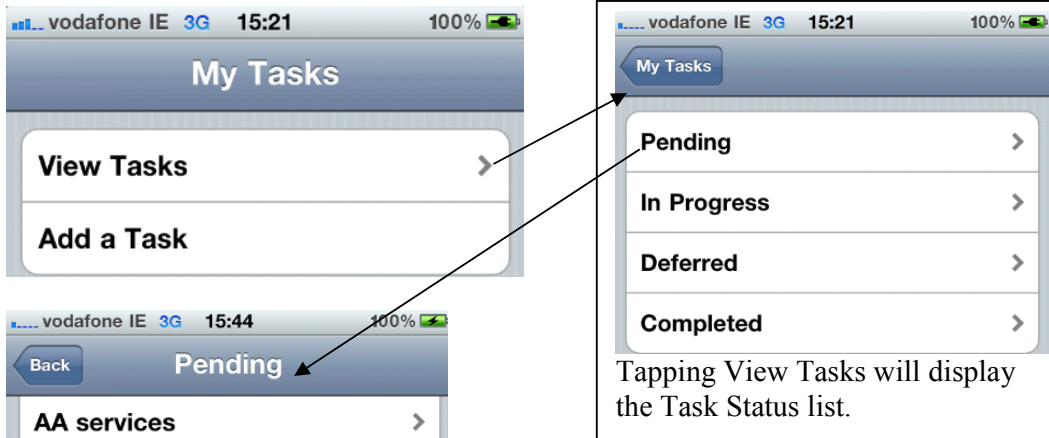 vodafone IE 3G 15:21 100%
My Tasks
View Tasks
Add a Task
vodafone IE 3G 15:21 100%
My Tasks
Pending
In Progress
Deferred
Completed
Tapping View Tasks will display
the Task Status list.
vodafone IE 3G 15:44 100%
Back Pending
AA services